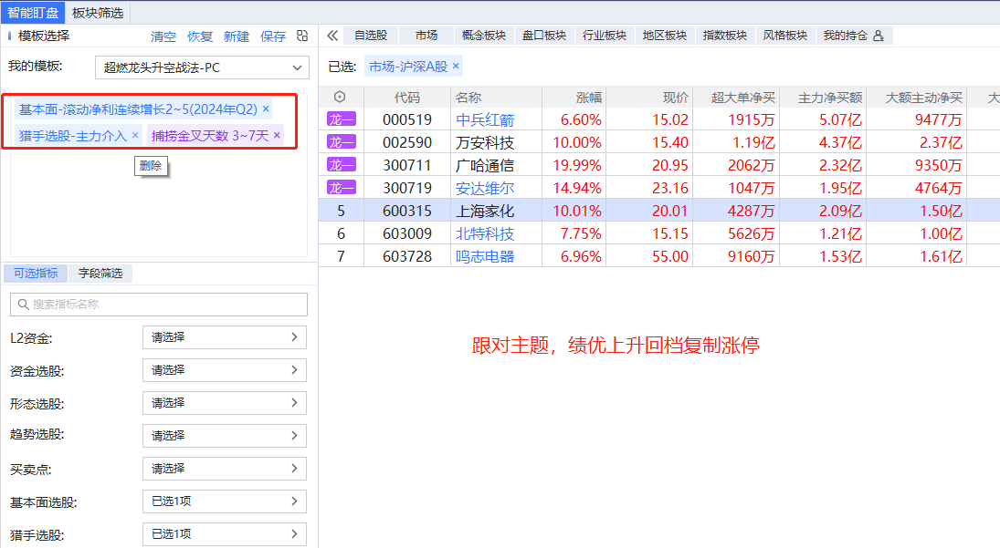 智能盯盘 板块筛选
模板选择 清空 恢复 新建 保存
自选股 市场 概念板块 盘口板块 行业板块 地区板块 指数板块 风格板块 我的持仓
我的模板: 超燃龙头升空战法-PC
已选: 市场-沪深A股 ×
基本面-滚动净利连续增长2~5(2024年Q2) ×
猎手选股-主力介入 × 捕捞金叉天数 3~7天 ×
删除
代码 名称 涨幅 现价 超大单净买 主力净买额 大额主动净买 大
龙一 000519 中兵红箭 6.60% 15.02 1915万 5.07亿 9477万
龙一 002590 万安科技 10.00% 15.40 1.19亿 4.37亿 2.37亿
龙一 300711 广哈通信 19.99% 20.95 2062万 2.32亿 9350万
龙一 300719 安达维尔 14.94% 23.16 1047万 1.95亿 4764万
5 600315 上海家化 10.01% 20.01 4287万 2.09亿 1.50亿
6 603009 北特科技 7.75% 15.15 5626万 1.21亿 1.00亿
7 603728 鸣志电器 6.96% 55.00 9160万 1.53亿 1.61亿
跟对主题，绩优上升回档复制涨停
可选指标 字段筛选
搜索指标名称
L2资金: 请选择
资金选股: 请选择
形态选股: 请选择
趋势选股: 请选择
买卖点: 请选择
基本面选股: 已选1项
猎手选股: 已选1项